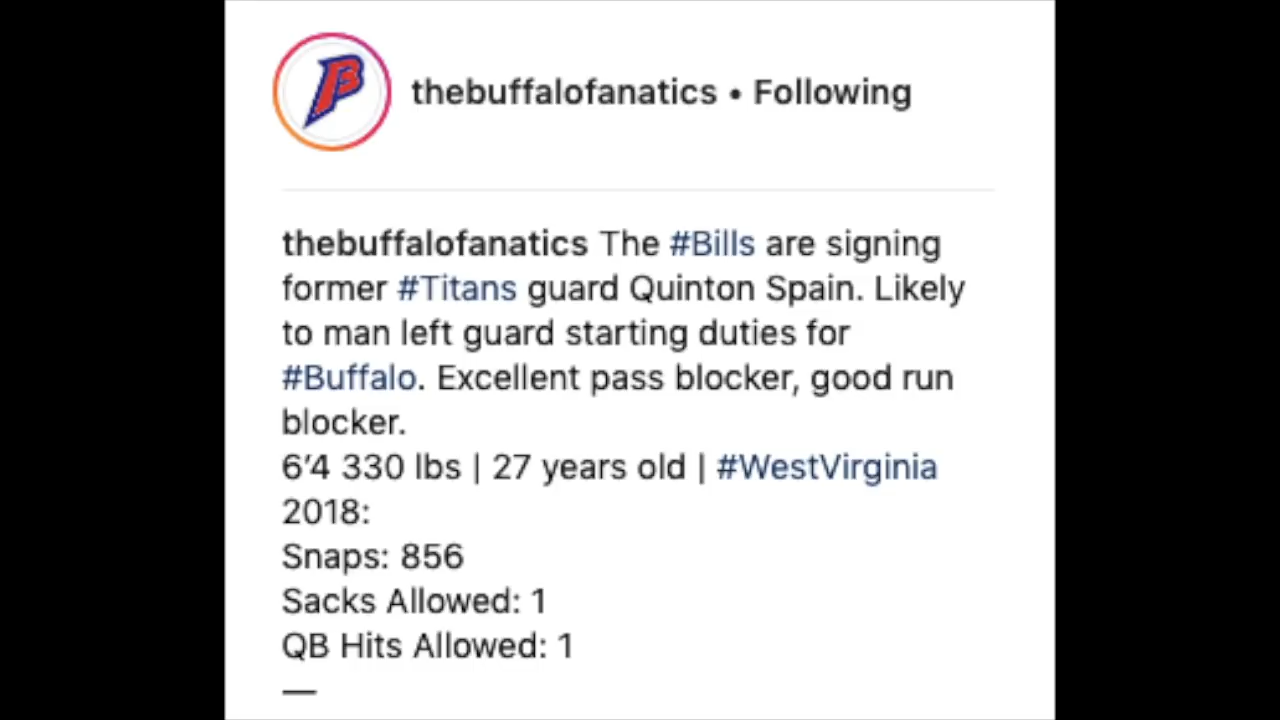 thebuffalofanatics • Following
thebuffalofanatics The #Bills are signing
former #Titans guard Quinton Spain. Likely
to man left guard starting duties for
#Buffalo. Excellent pass blocker, good run
blocker.
6’4 330 lbs | 27 years old | #WestVirginia
2018:
Snaps: 856
Sacks Allowed: 1
QB Hits Allowed: 1
—